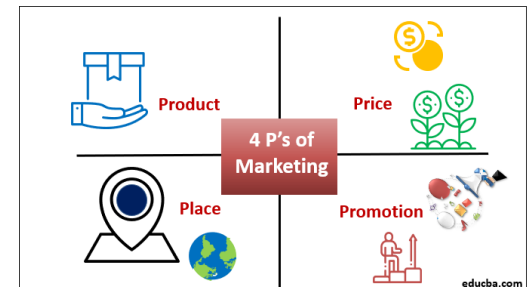 Product
Price
4 P's of
Marketing
Place
Promotion
educba.com